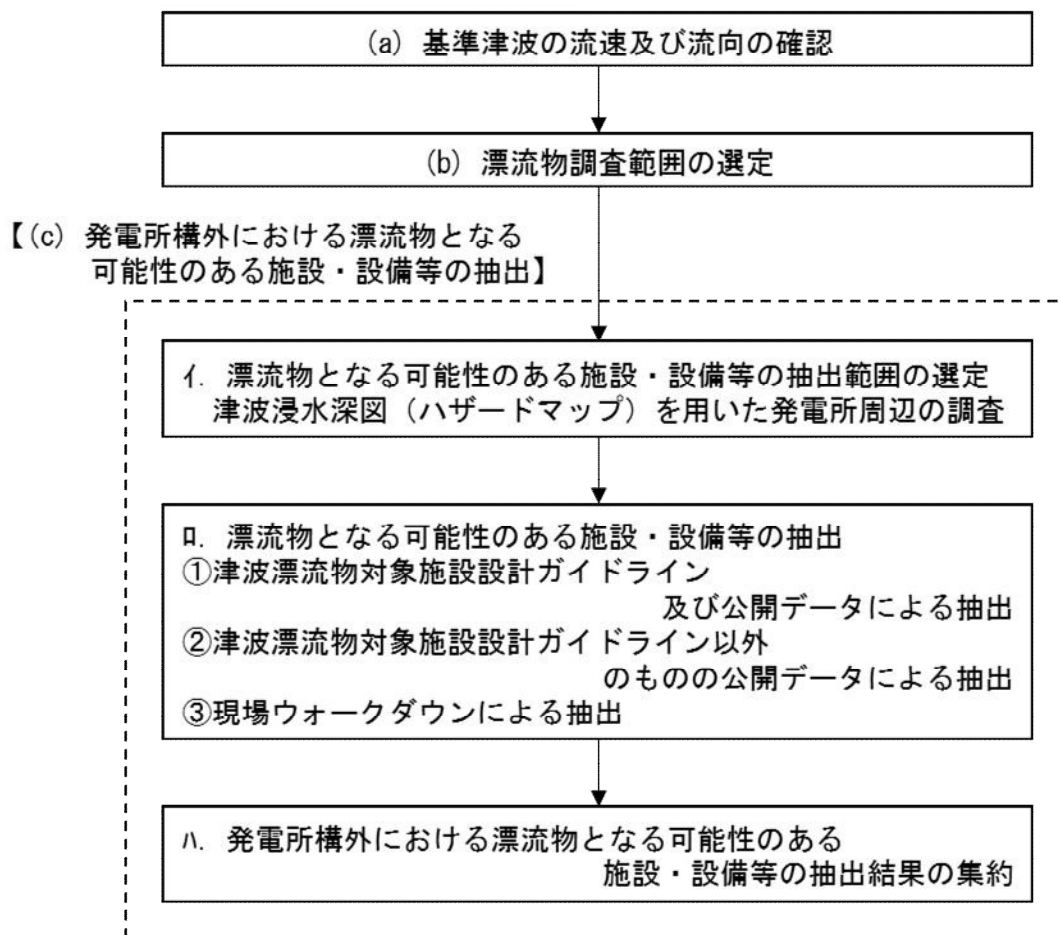 (a) 基準津波の流速及び流向の確認
(b) 漂流物調査範囲の選定
【(c) 発電所構外における漂流物となる
可能性のある施設・設備等の抽出】
ｲ. 漂流物となる可能性のある施設・設備等の抽出範囲の選定
津波浸水深図（ハザードマップ）を用いた発電所周辺の調査
ﾛ. 漂流物となる可能性のある施設・設備等の抽出
①津波漂流物対象施設設計ガイドライン
及び公開データによる抽出
②津波漂流物対象施設設計ガイドライン以外
のものの公開データによる抽出
③現場ウォークダウンによる抽出
ﾊ. 発電所構外における漂流物となる可能性のある
施設・設備等の抽出結果の集約